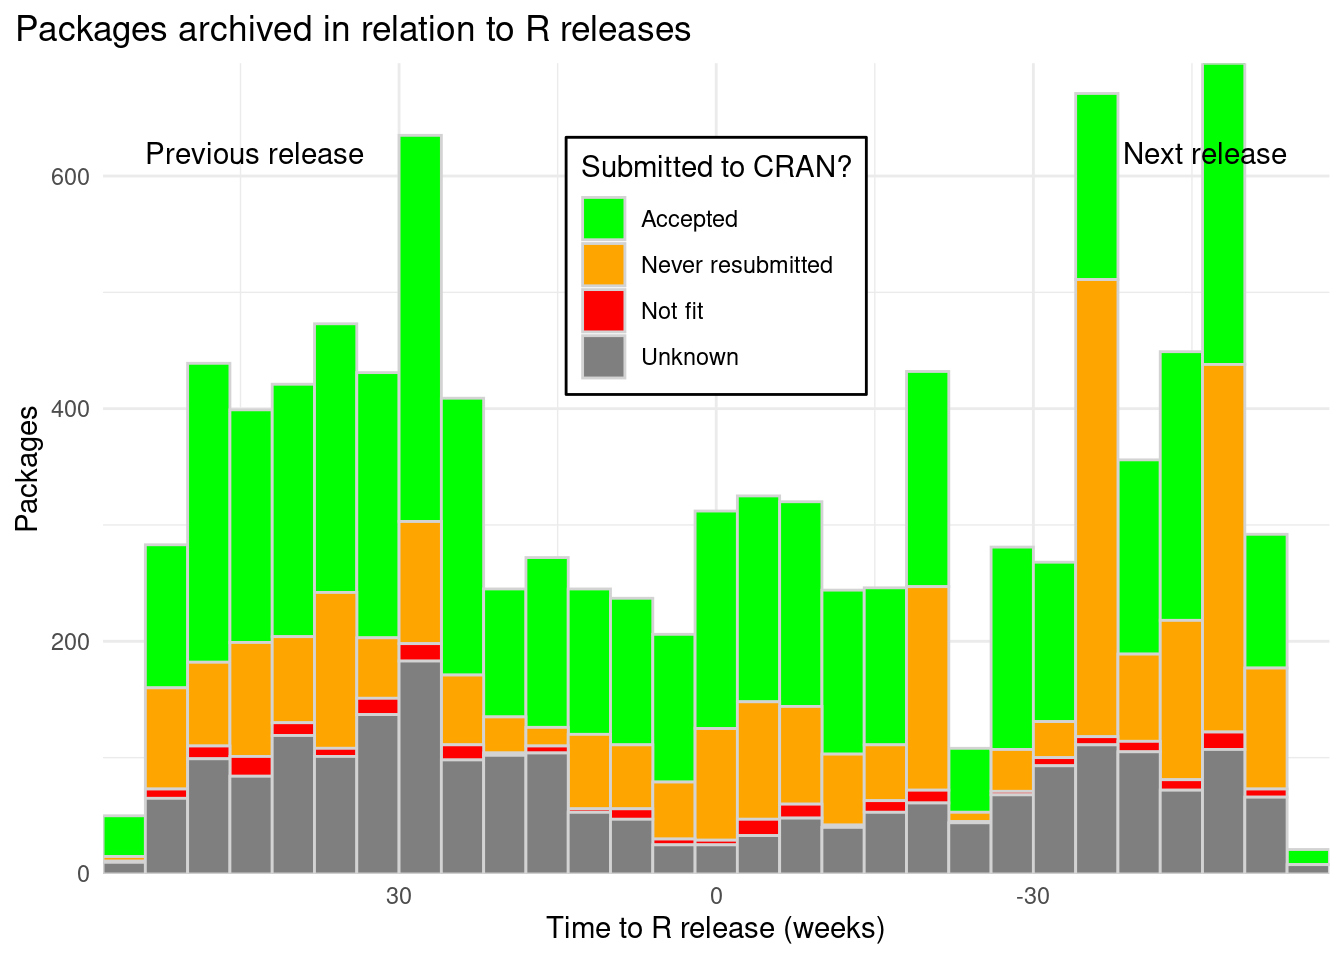 Packages archived in relation to R releases
Previous release
Next release
Submitted to CRAN?
Accepted
Never resubmitted
Not fit
Unknown
Packages
600
400
200
0
30
0
-30
Time to R release (weeks)